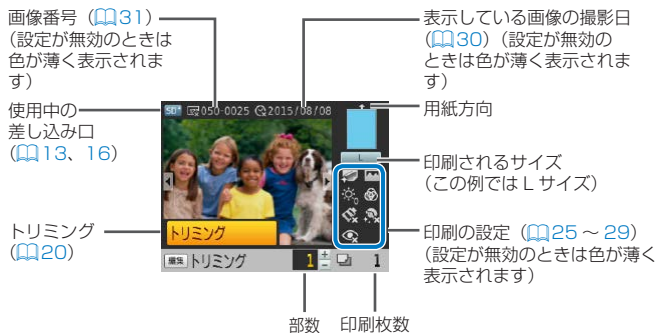 画像番号（31）
（設定が無効のときは
色が薄く表示されま
す）
表示している画像の撮影日
（30）（設定が無効の
ときは色が薄く表示されま
す）
使用中の
差し込み口
（13、16）
050-0025 2015/08/08
用紙方向
L
印刷されるサイズ
（この例では L サイズ）
トリミング
（20）
トリミング
印刷の設定（25 ～ 29）
（設定が無効のときは色が薄く
表示されます）
編集 トリミング 1 + - 1
部数 印刷枚数